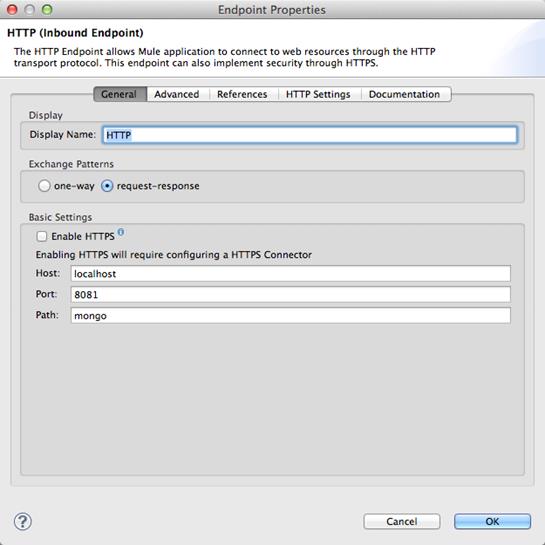 Endpoint Properties
HTTP (Inbound Endpoint)
The HTTP Endpoint allows Mule application to connect to web resources through the HTTP
transport protocol. This endpoint can also implement security through HTTPS.
General Advanced References HTTP Settings Documentation
Display
Display Name: HTTP
Exchange Patterns
one-way request-response
Basic Settings
Enable HTTPS i
Enabling HTTPS will require configuring a HTTPS Connector
Host: localhost
Port: 8081
Path: mongo
? Cancel OK